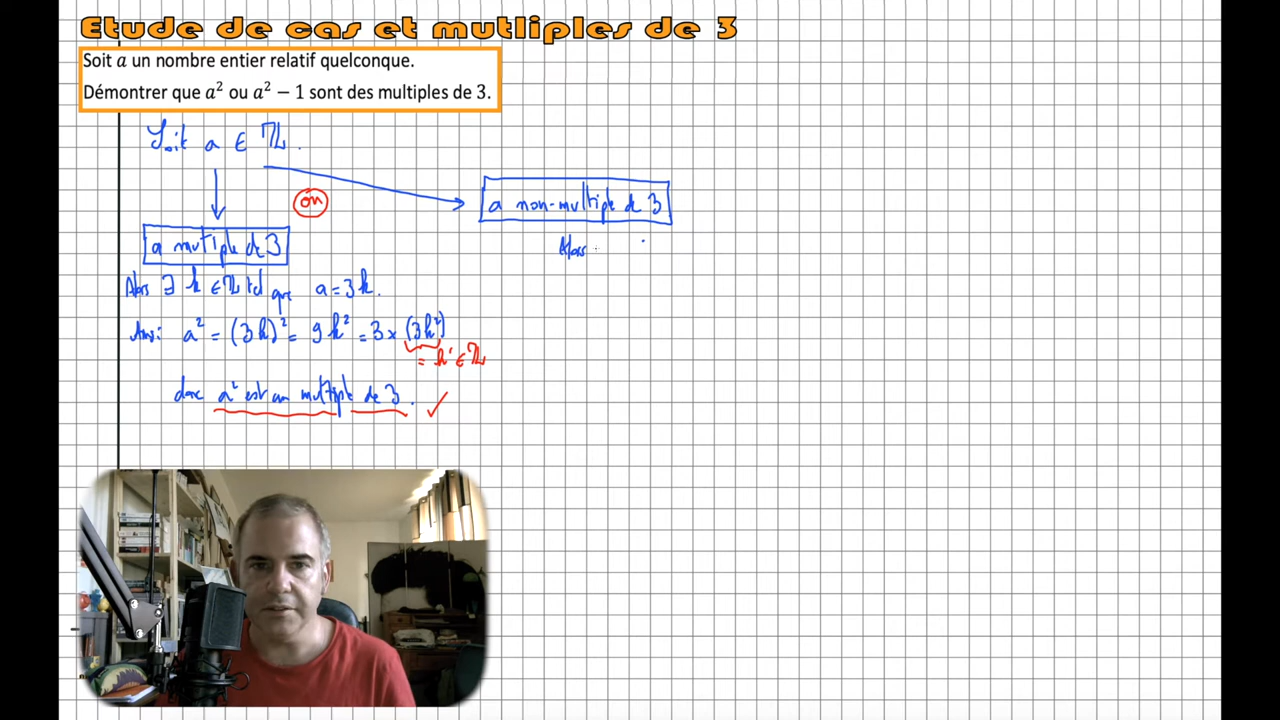 Etude de cas et mutliples de 3
Soit a un nombre entier relatif quelconque.
Démontrer que a² ou a² − 1 sont des multiples de 3.
Soit a ∈ ℤ.
ou
a non-multiple de 3
a multiple de 3
Alors
Alors ∃ k ∈ ℤ tel que a = 3k.
Ainsi: a² = (3k)² = 9k² = 3 × (3k²)
= k' ∈ ℤ
donc a² est un multiple de 3. ✓